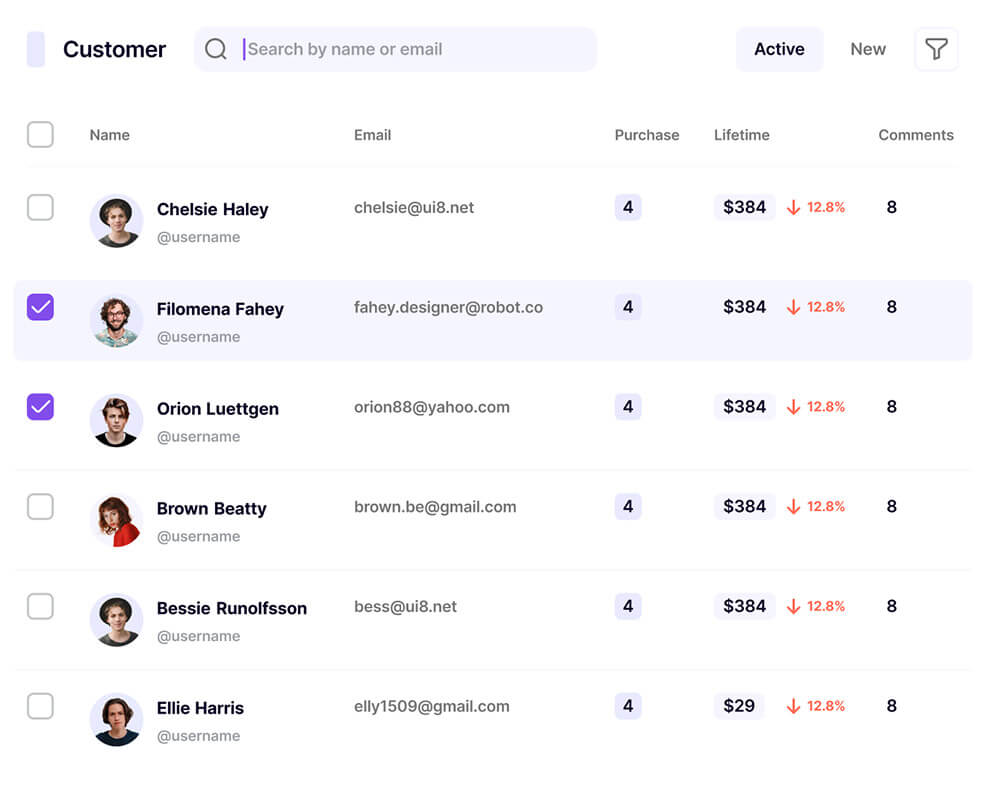 Customer Search by name or email Active New
Name Email Purchase Lifetime Comments
Chelsie Haley chelsie@ui8.net 4 $384 12.8% 8
@username
Filomena Fahey fahey.designer@robot.co 4 $384 12.8% 8
@username
Orion Luettgen orion88@yahoo.com 4 $384 12.8% 8
@username
Brown Beatty brown.be@gmail.com 4 $384 12.8% 8
@username
Bessie Runolfsson bess@ui8.net 4 $384 12.8% 8
@username
Ellie Harris elly1509@gmail.com 4 $29 12.8% 8
@username